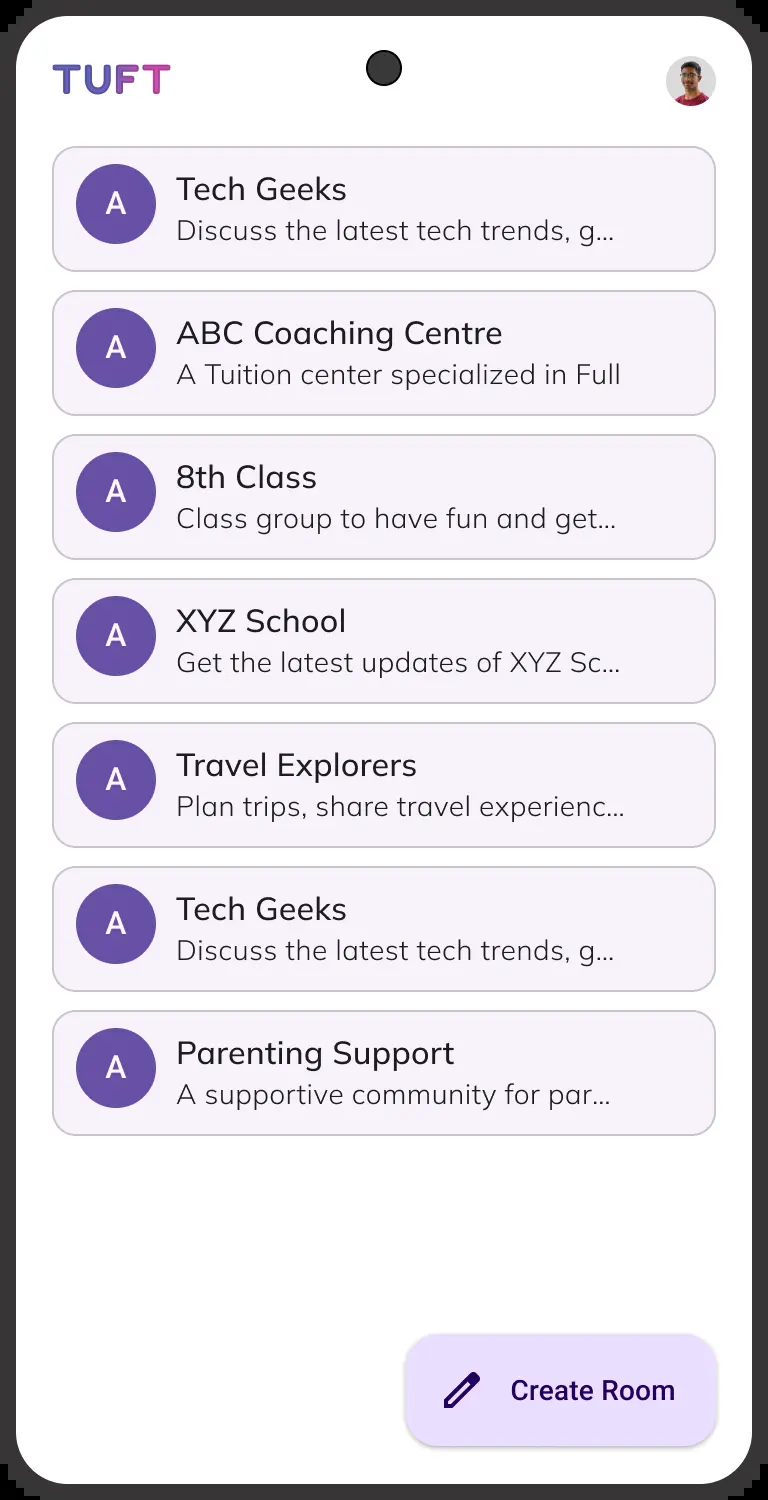 TUFT
A
Tech Geeks
Discuss the latest tech trends, g...
A
ABC Coaching Centre
A Tuition center specialized in Full
A
8th Class
Class group to have fun and get...
A
XYZ School
Get the latest updates of XYZ Sc...
A
Travel Explorers
Plan trips, share travel experienc...
A
Tech Geeks
Discuss the latest tech trends, g...
A
Parenting Support
A supportive community for par...
Create Room